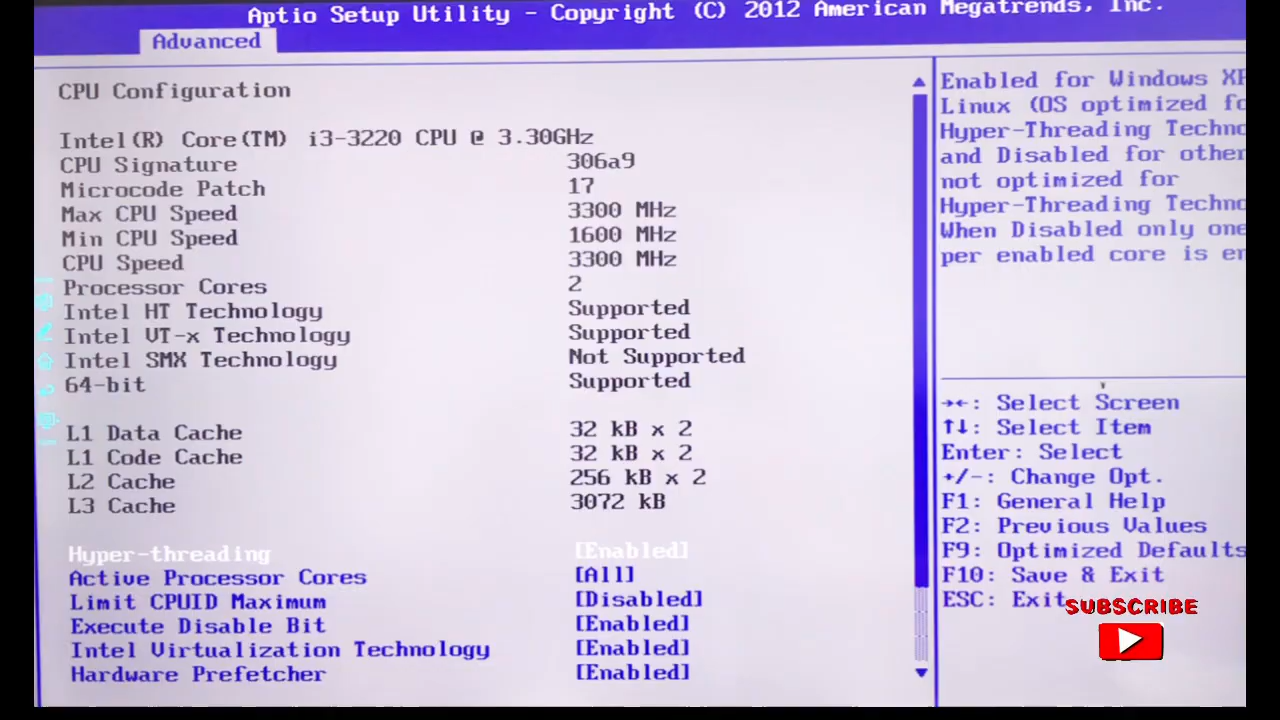 Aptio Setup Utility - Copyright (C) 2012 American Megatrends, Inc.
Advanced
CPU Configuration
Intel(R) Core(TM) i3-3220 CPU @ 3.30GHz
CPU Signature 306a9
Microcode Patch 17
Max CPU Speed 3300 MHz
Min CPU Speed 1600 MHz
CPU Speed 3300 MHz
Processor Cores 2
Intel HT Technology Supported
Intel VT-x Technology Supported
Intel SMX Technology Not Supported
64-bit Supported
L1 Data Cache 32 kB x 2
L1 Code Cache 32 kB x 2
L2 Cache 256 kB x 2
L3 Cache 3072 kB
Hyper-threading [Enabled]
Active Processor Cores [All]
Limit CPUID Maximum [Disabled]
Execute Disable Bit [Enabled]
Intel Virtualization Technology [Enabled]
Hardware Prefetcher [Enabled]
Enabled for Windows XP
Linux (OS optimized fo
Hyper-Threading Techno
and Disabled for other
not optimized for
Hyper-Threading Techno
When Disabled only one
per enabled core is en
→←: Select Screen
↑↓: Select Item
Enter: Select
+/-: Change Opt.
F1: General Help
F2: Previous Values
F9: Optimized Defaults
F10: Save & Exit
ESC: Exit
SUBSCRIBE